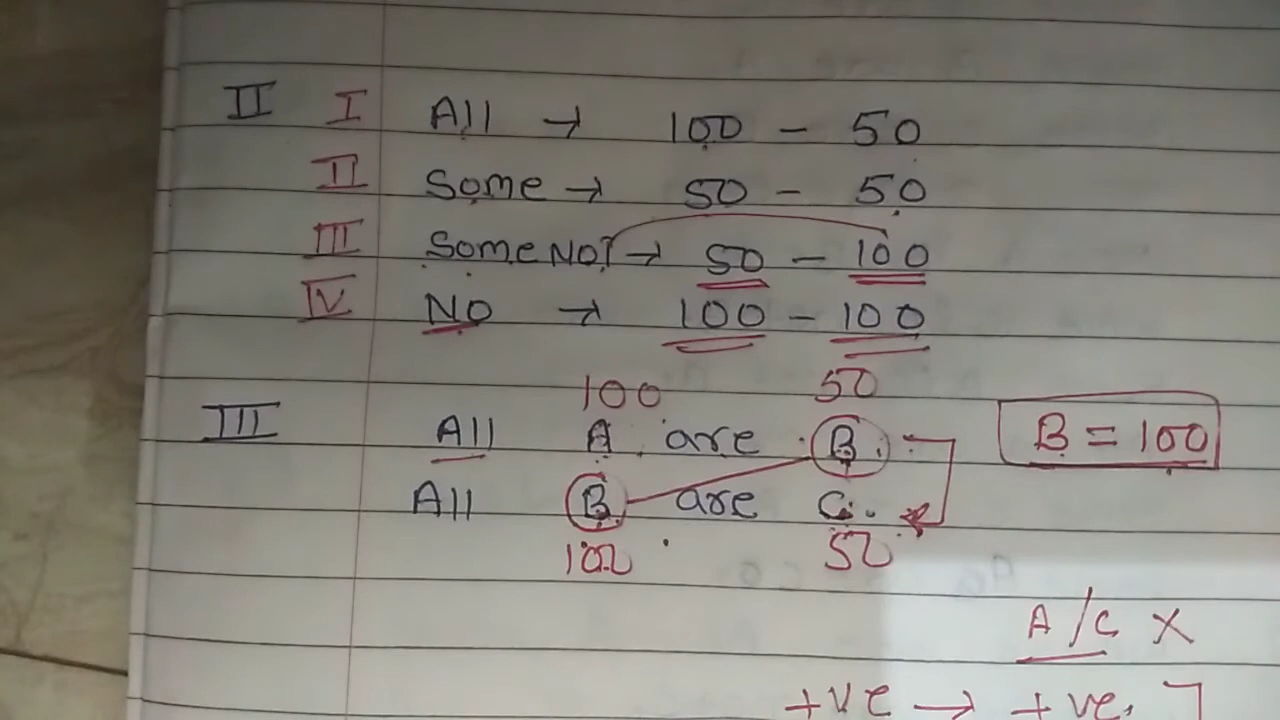 II I All → 100 - 50
II Some → 50 - 50
III Some NOT → 50 - 100
IV NO → 100 - 100
100 50
III All A are B. B = 100
All B are C.
100 50
A/C X
+ve → +ve,